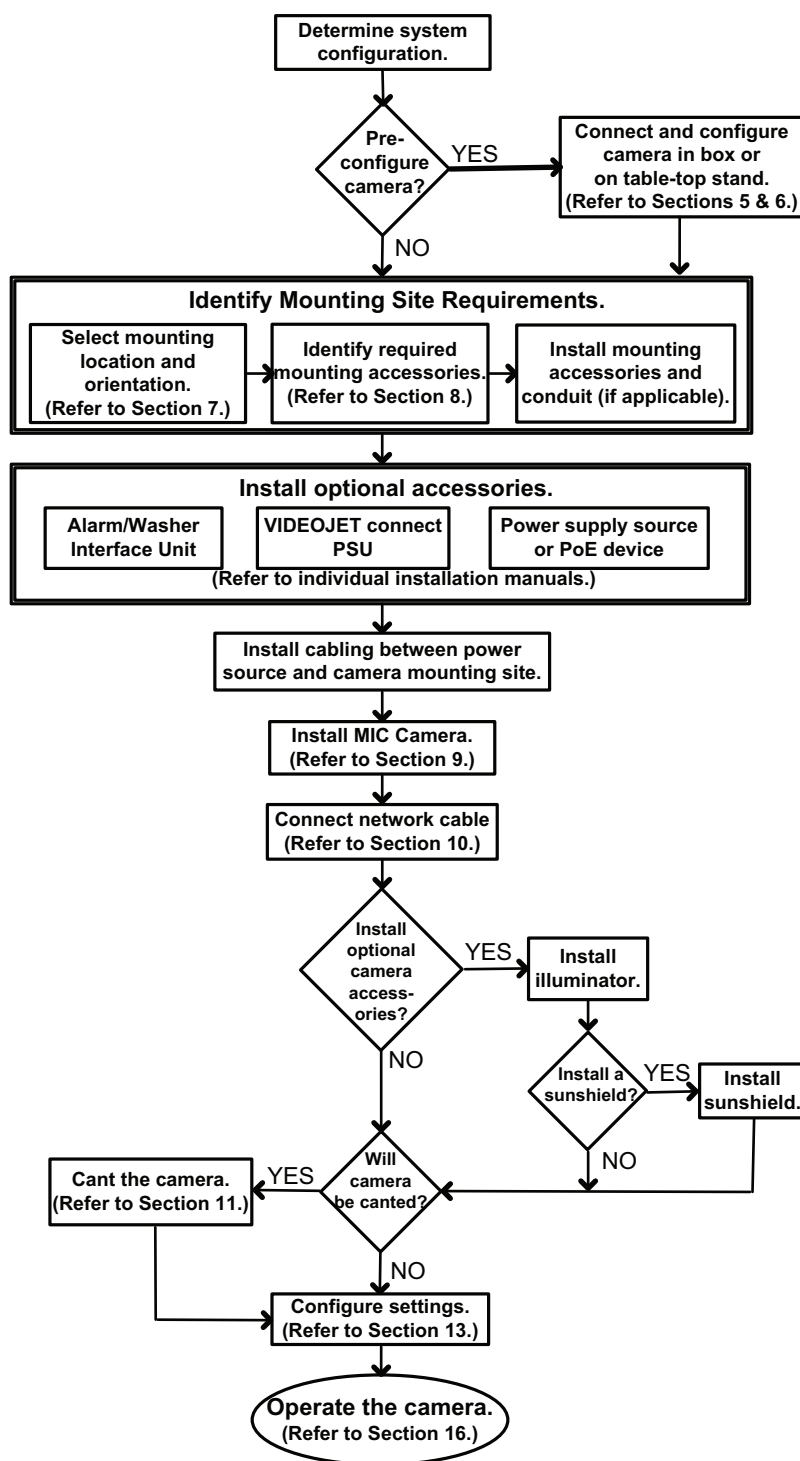 Determine system
configuration.
Pre-
configure
camera?
YES
Connect and configure
camera in box or
on table-top stand.
(Refer to Sections 5 & 6.)
NO
Identify Mounting Site Requirements.
Select mounting
location and
orientation.
(Refer to Section 7.)
Identify required
mounting accessories.
(Refer to Section 8.)
Install mounting
accessories and
conduit (if applicable).
Install optional accessories.
Alarm/Washer
Interface Unit
VIDEOJET connect
PSU
Power supply source
or PoE device
(Refer to individual installation manuals.)
Install cabling between power
source and camera mounting site.
Install MIC Camera.
(Refer to Section 9.)
Connect network cable
(Refer to Section 10.)
Install
optional
camera
access-
ories?
YES
Install
illuminator.
NO
Install a
sunshield?
YES
Install
sunshield.
NO
Will
camera
be canted?
YES
Cant the camera.
(Refer to Section 11.)
NO
Configure settings.
(Refer to Section 13.)
Operate the camera.
(Refer to Section 16.)